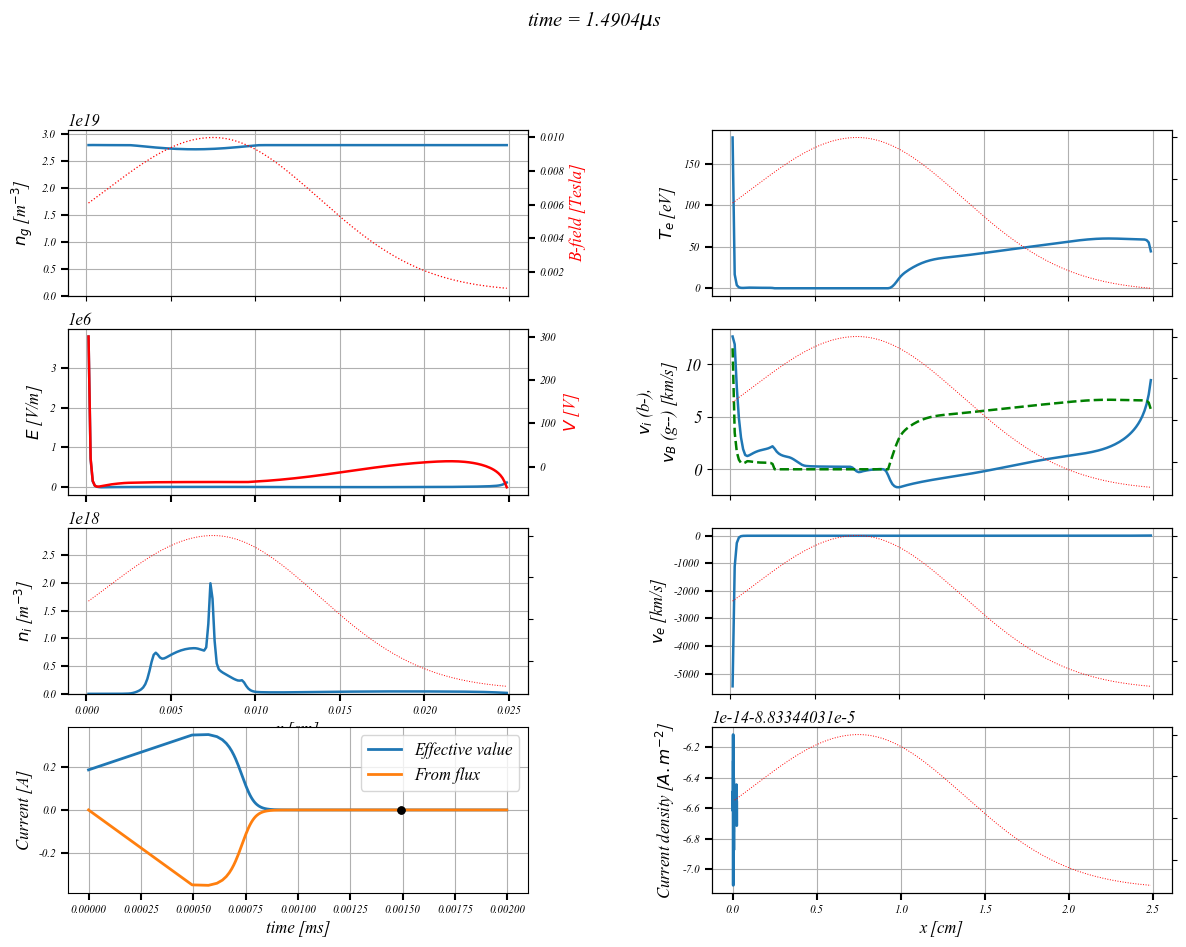 time = 1.4904μs
1e19
3.0
2.5
2.0
1.5
1.0
0.5
0.0
n_g [m^{-3}]
0.010
0.008
0.006
0.004
0.002
B-field [Tesla]
150
100
50
0
T_e [eV]
1e6
3
2
1
0
E [V/m]
300
200
100
0
V [V]
10
5
0
v_i (b-),
v_B (g--) [km/s]
1e18
2.5
2.0
1.5
1.0
0.5
0.0
n_i [m^{-3}]
0.000 0.005 0.010 0.015 0.020 0.025
0
-1000
-2000
-3000
-4000
-5000
v_e [km/s]
0.2
0.0
-0.2
Current [A]
Effective value
From flux
0.00000 0.00025 0.00050 0.00075 0.00100 0.00125 0.00150 0.00175 0.00200
time [ms]
1e-14-8.83344031e-5
-6.2
-6.4
-6.6
-6.8
-7.0
Current density [A.m^{-2}]
0.0 0.5 1.0 1.5 2.0 2.5
x [cm]